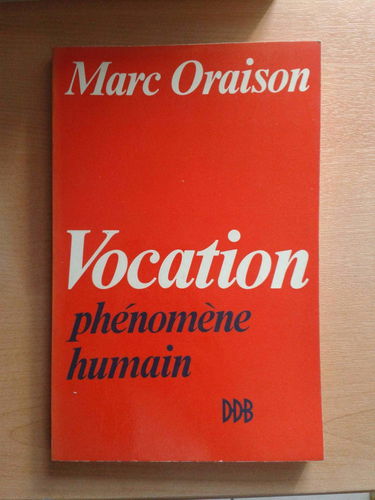 Marc Oraison
Vocation
phénomène
humain
DDB